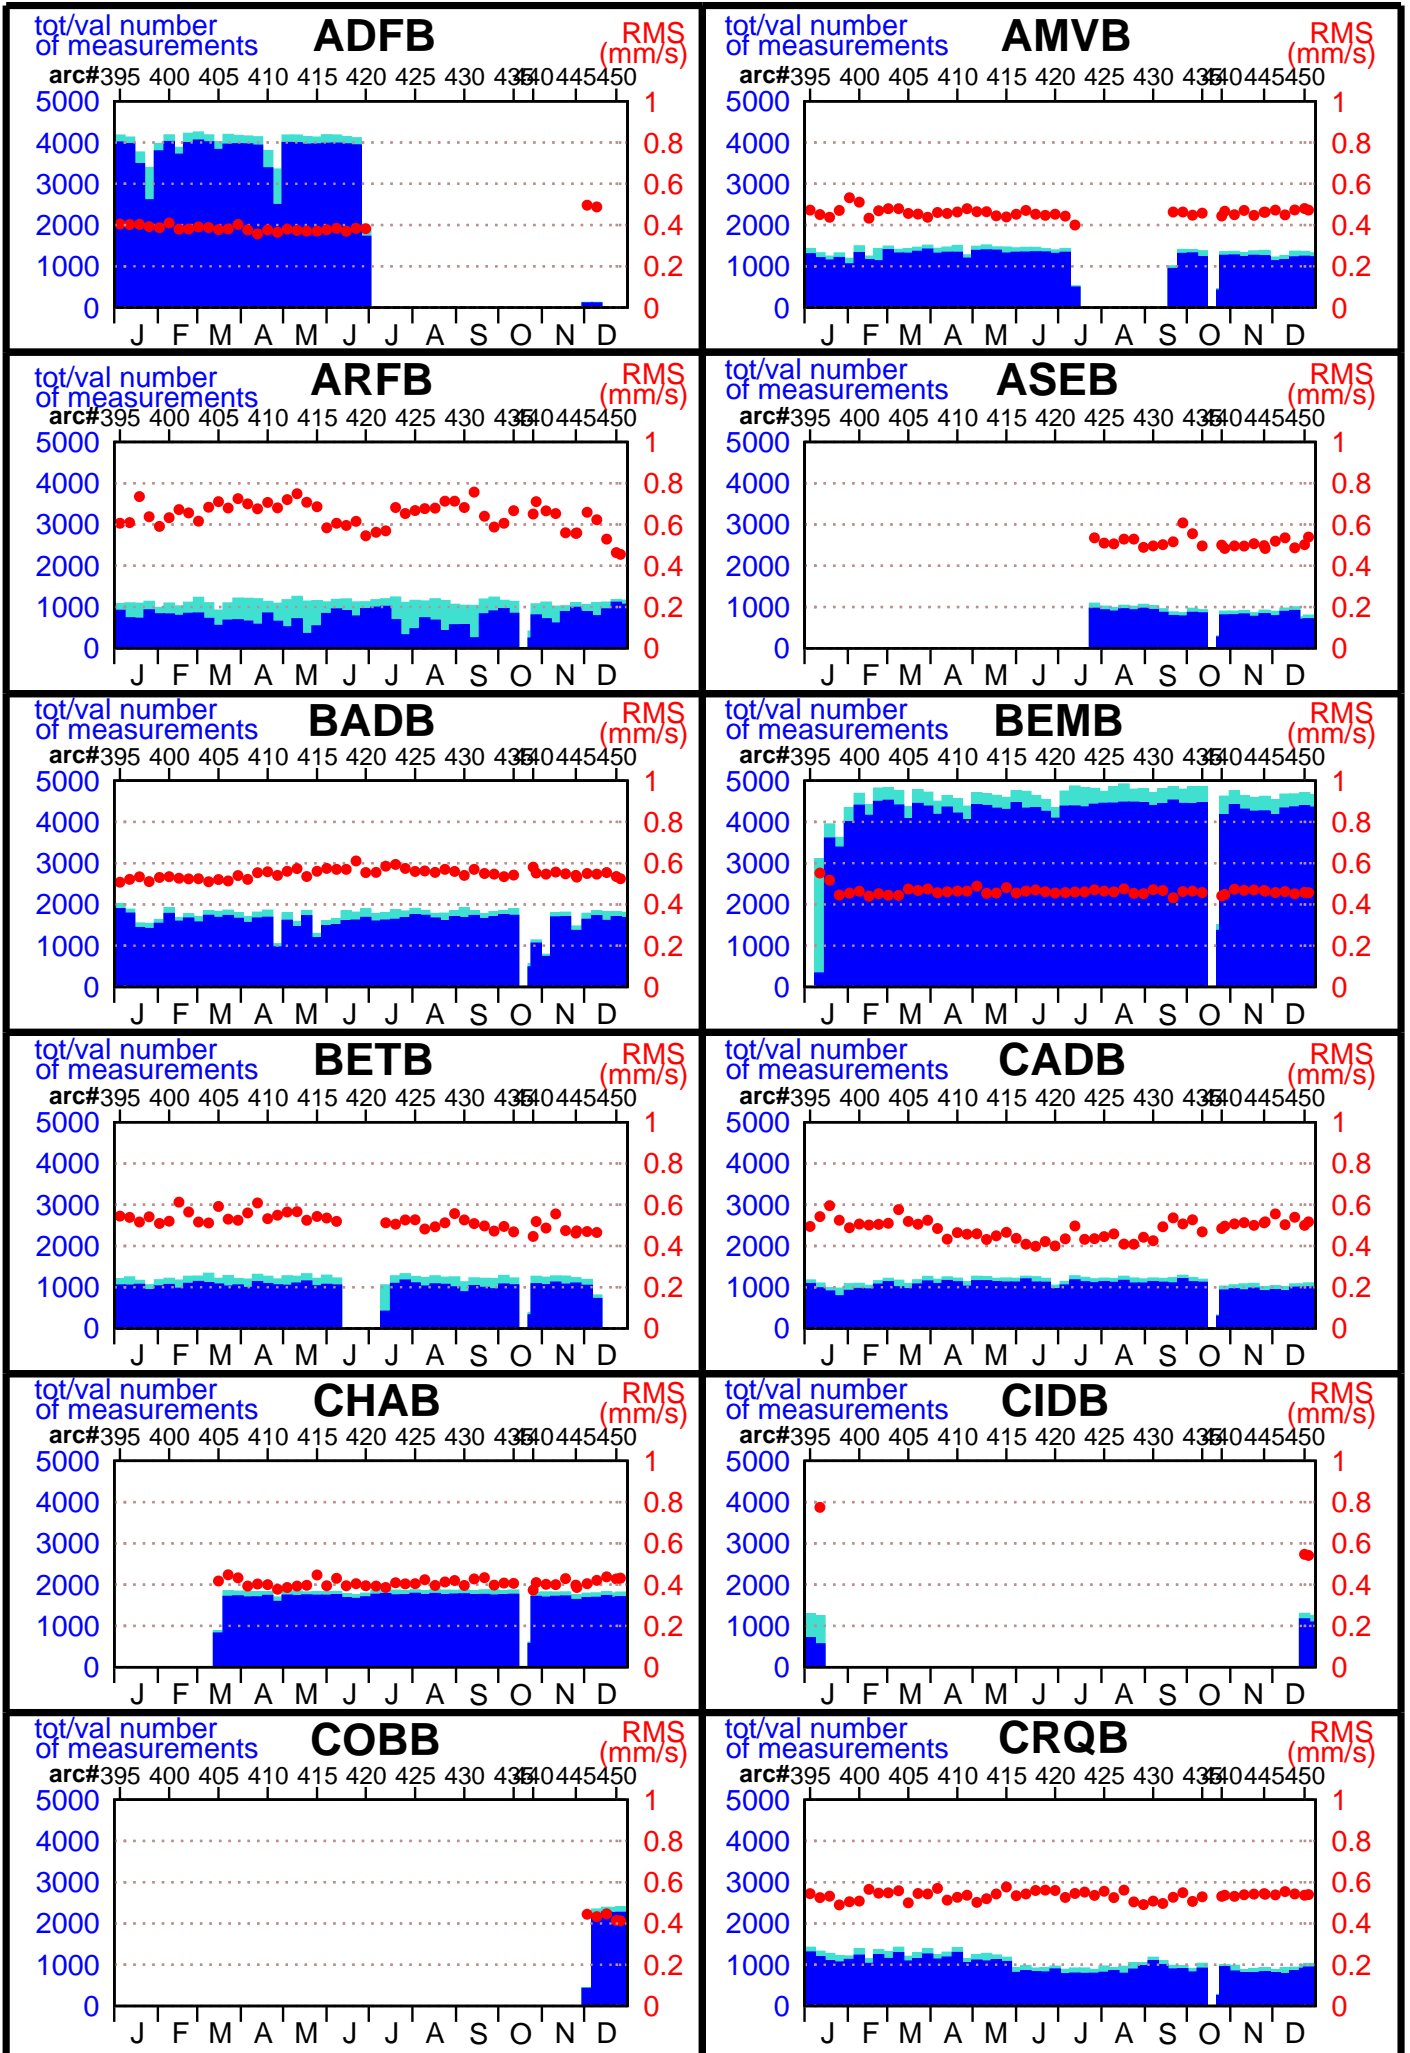 tot/val number
of measurements
ADFB
RMS
(mm/s)
arc# 395 400 405 410 415 420 425 430 435 440 445 450
5000 1
4000 0.8
3000 0.6
2000 0.4
1000 0.2
0 0
J F M A M J J A S O N D
tot/val number
of measurements
AMVB
RMS
(mm/s)
arc# 395 400 405 410 415 420 425 430 435 440 445 450
5000 1
4000 0.8
3000 0.6
2000 0.4
1000 0.2
0 0
J F M A M J J A S O N D
tot/val number
of measurements
ARFB
RMS
(mm/s)
arc# 395 400 405 410 415 420 425 430 435 440 445 450
5000 1
4000 0.8
3000 0.6
2000 0.4
1000 0.2
0 0
J F M A M J J A S O N D
tot/val number
of measurements
ASEB
RMS
(mm/s)
arc# 395 400 405 410 415 420 425 430 435 440 445 450
5000 1
4000 0.8
3000 0.6
2000 0.4
1000 0.2
0 0
J F M A M J J A S O N D
tot/val number
of measurements
BADB
RMS
(mm/s)
arc# 395 400 405 410 415 420 425 430 435 440 445 450
5000 1
4000 0.8
3000 0.6
2000 0.4
1000 0.2
0 0
J F M A M J J A S O N D
tot/val number
of measurements
BEMB
RMS
(mm/s)
arc# 395 400 405 410 415 420 425 430 435 440 445 450
5000 1
4000 0.8
3000 0.6
2000 0.4
1000 0.2
0 0
J F M A M J J A S O N D
tot/val number
of measurements
BETB
RMS
(mm/s)
arc# 395 400 405 410 415 420 425 430 435 440 445 450
5000 1
4000 0.8
3000 0.6
2000 0.4
1000 0.2
0 0
J F M A M J J A S O N D
tot/val number
of measurements
CADB
RMS
(mm/s)
arc# 395 400 405 410 415 420 425 430 435 440 445 450
5000 1
4000 0.8
3000 0.6
2000 0.4
1000 0.2
0 0
J F M A M J J A S O N D
tot/val number
of measurements
CHAB
RMS
(mm/s)
arc# 395 400 405 410 415 420 425 430 435 440 445 450
5000 1
4000 0.8
3000 0.6
2000 0.4
1000 0.2
0 0
J F M A M J J A S O N D
tot/val number
of measurements
CIDB
RMS
(mm/s)
arc# 395 400 405 410 415 420 425 430 435 440 445 450
5000 1
4000 0.8
3000 0.6
2000 0.4
1000 0.2
0 0
J F M A M J J A S O N D
tot/val number
of measurements
COBB
RMS
(mm/s)
arc# 395 400 405 410 415 420 425 430 435 440 445 450
5000 1
4000 0.8
3000 0.6
2000 0.4
1000 0.2
0 0
J F M A M J J A S O N D
tot/val number
of measurements
CRQB
RMS
(mm/s)
arc# 395 400 405 410 415 420 425 430 435 440 445 450
5000 1
4000 0.8
3000 0.6
2000 0.4
1000 0.2
0 0
J F M A M J J A S O N D